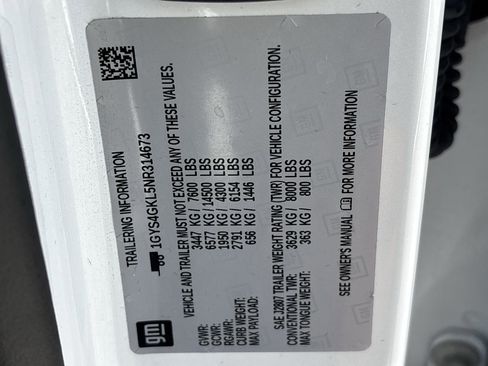 gm
TRAILERING INFORMATION
1GYS4GKL5NR314673
VEHICLE AND TRAILER MUST NOT EXCEED ANY OF THESE VALUES.
GVWR: 3447 KG / 7600 LBS
GCWR: 6577 KG / 14500 LBS
RGAWR: 1950 KG / 4300 LBS
CURB WEIGHT: 2791 KG / 6154 LBS
MAX PAYLOAD: 656 KG / 1446 LBS
SAE J2807 TRAILER WEIGHT RATING (TWR) FOR VEHICLE CONFIGURATION.
CONVENTIONAL TWR: 3629 KG / 8000 LBS
MAX TONGUE WEIGHT: 363 KG / 800 LBS
SEE OWNER'S MANUAL FOR MORE INFORMATION